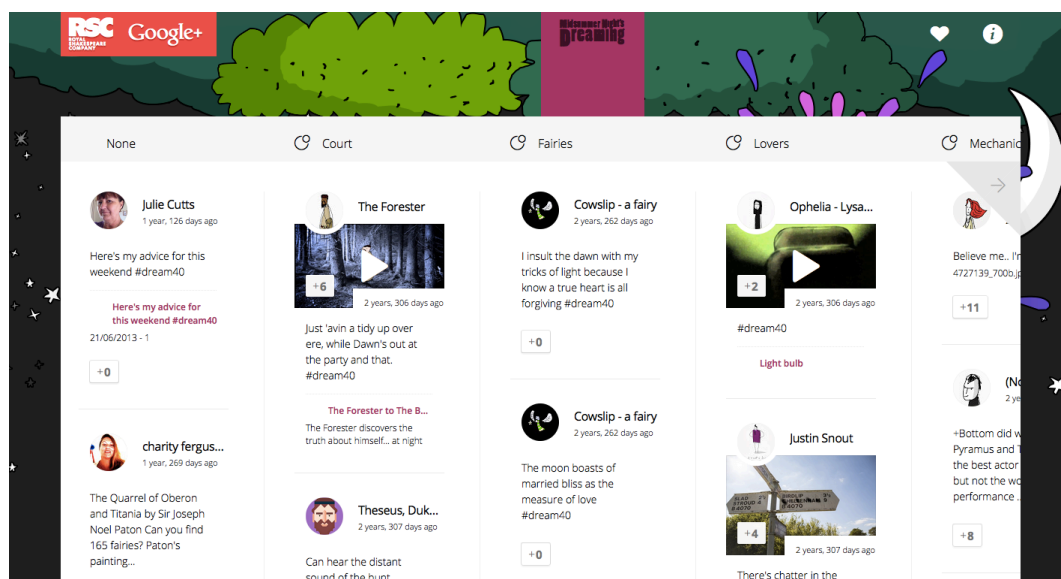 RSC
ROYAL
SHAKESPEARE
COMPANY
Google+
Midsummer Night's
Dreaming
None
Court
Fairies
Lovers
Mechanic
Julie Cutts
1 year, 126 days ago
Here's my advice for this
weekend #dream40
Here's my advice for
this weekend #dream40
21/06/2013 - 1
+0
charity fergus...
1 year, 269 days ago
The Quarrel of Oberon
and Titania by Sir Joseph
Noel Paton Can you find
165 fairies? Paton's
painting...
The Forester
+6
2 years, 306 days ago
Just 'avin a tidy up over
ere, while Dawn's out at
the party and that.
#dream40
The Forester to The B...
The Forester discovers the
truth about himself... at night
Theseus, Duk...
2 years, 307 days ago
Can hear the distant
sound of the hunt
Cowslip - a fairy
2 years, 262 days ago
I insult the dawn with my
tricks of light because I
know a true heart is all
forgiving #dream40
+0
Cowslip - a fairy
2 years, 262 days ago
The moon boasts of
married bliss as the
measure of love
#dream40
+0
Ophelia - Lysa...
+2
2 years, 306 days ago
#dream40
Light bulb
Justin Snout
+4
2 years, 307 days ago
There's chatter in the
Believe me.. I'm
4727139_700b.jp
+11
(No
2 ye
+Bottom did w
Pyramus and T
the best actor
but not the wo
performance ..
+8